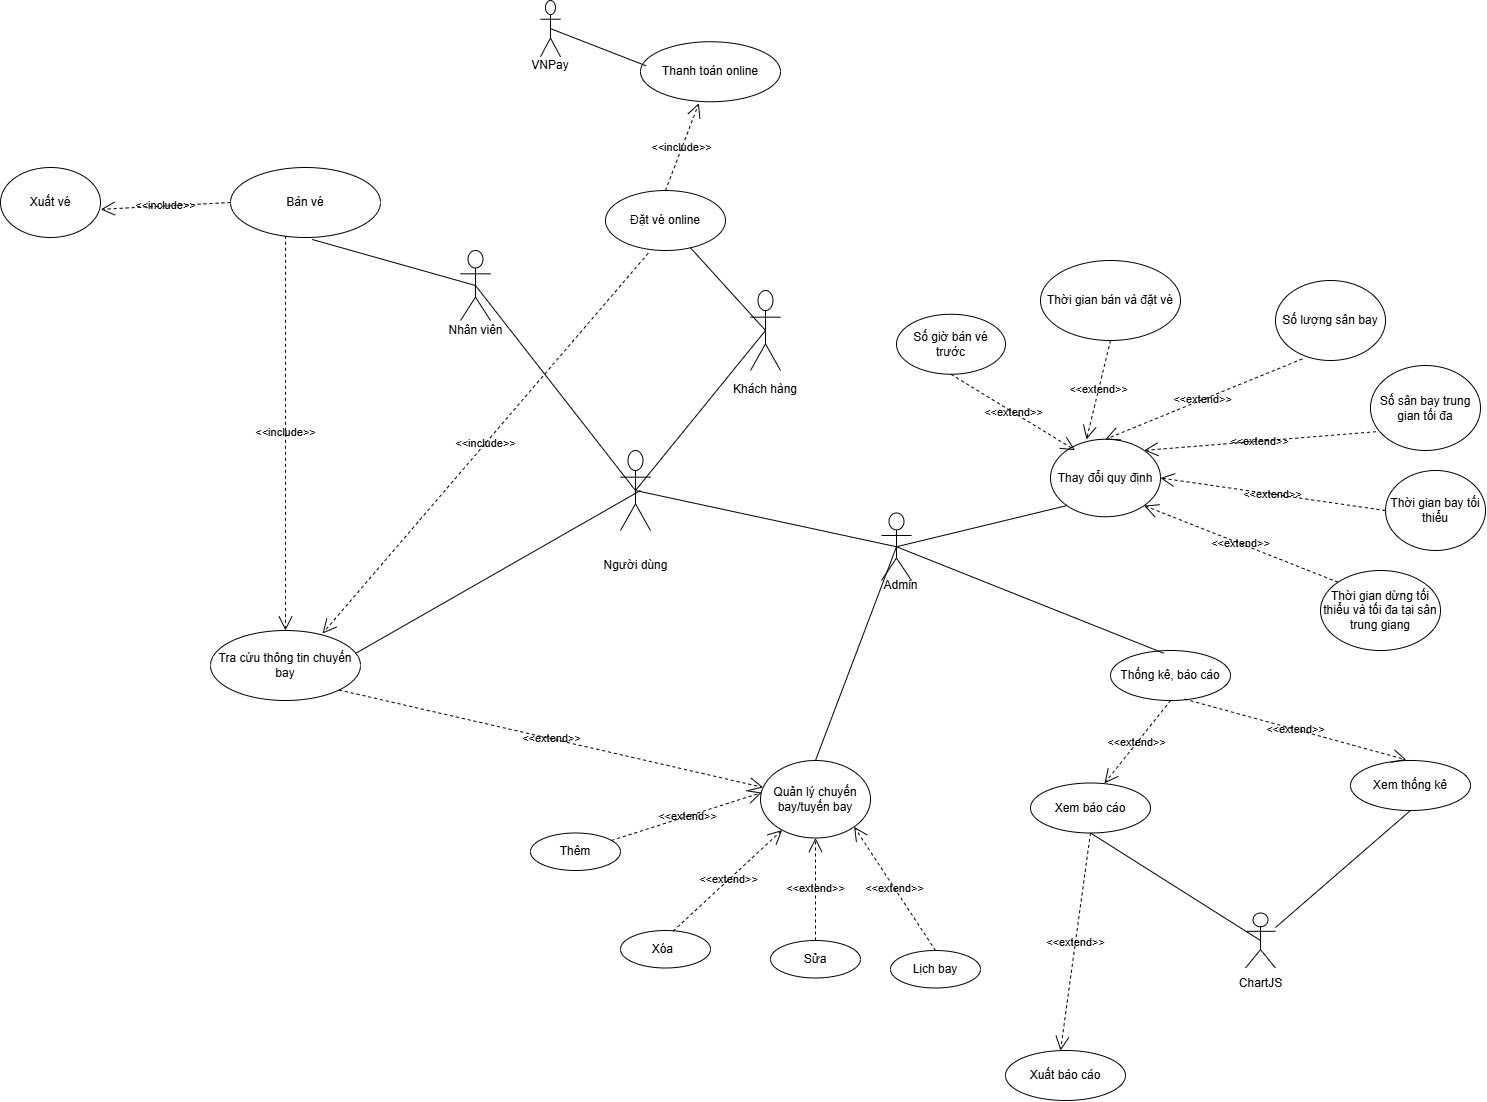 VNPay
Thanh toán online
<<include>>
Xuất vé
<<include>>
Bán vé
Đặt vé online
Nhân viên
Khách hàng
Số giờ bán vé
trước
Thời gian bán và đặt vé
Số lượng sân bay
<<extend>>
<<extend>>
<<extend>>
Số sân bay trung
gian tối đa
<<extend>>
<<include>>
<<include>>
Thay đổi quy định
<<extend>>
Thời gian bay tối
thiểu
<<extend>>
Người dùng
Admin
Thời gian dừng tối
thiểu và tối đa tại sân
trung giang
Tra cứu thông tin chuyến
bay
Thống kê, báo cáo
<<extend>>
<<extend>>
<<extend>>
Quản lý chuyến
bay/tuyến bay
Xem báo cáo
Xem thống kê
<<extend>>
Thêm
<<extend>>
<<extend>>
<<extend>>
Xóa
Sửa
Lịch bay
<<extend>>
ChartJS
Xuất báo cáo